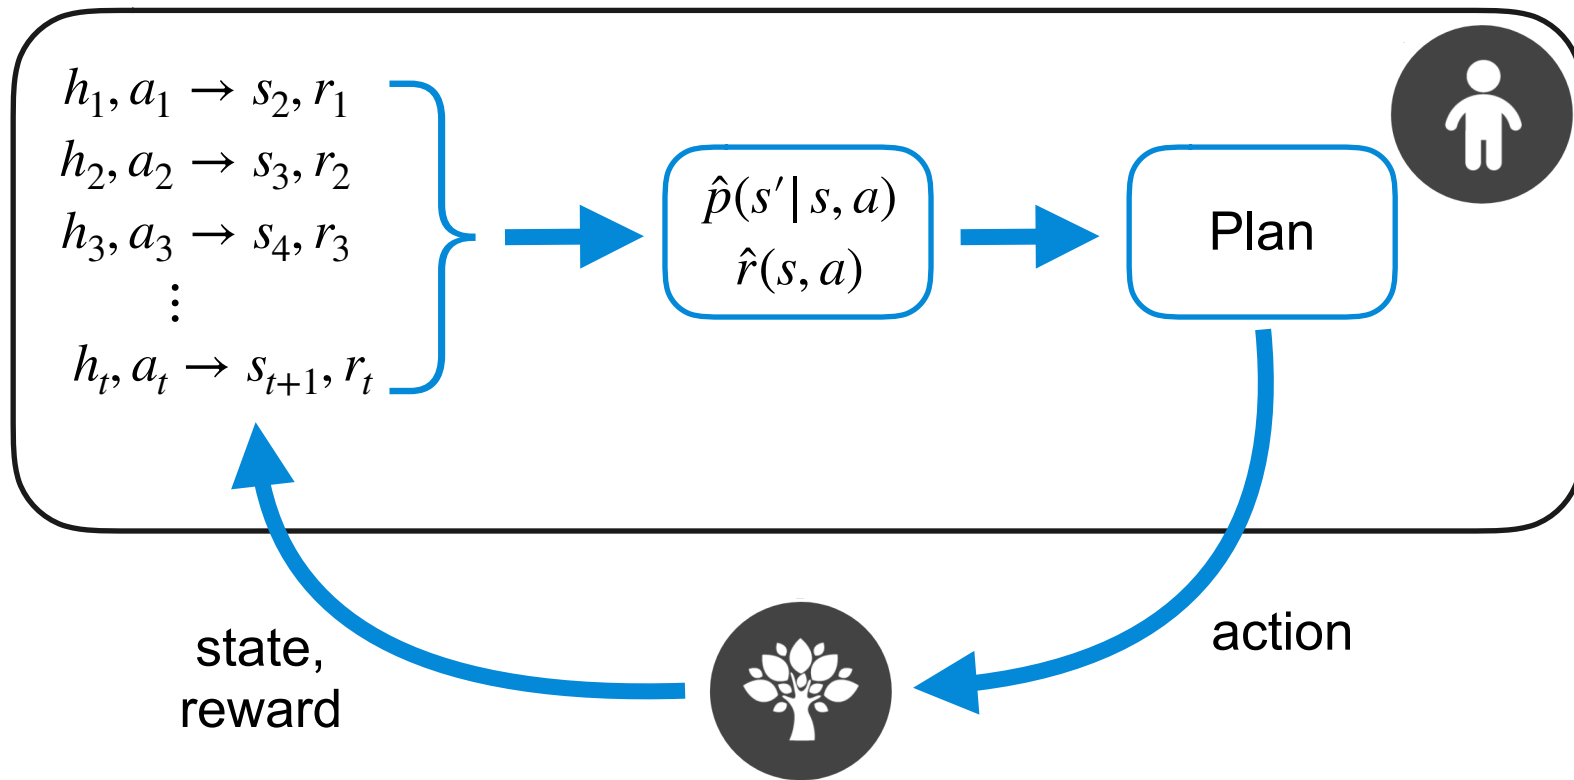 h₁, a₁ → s₂, r₁
h₂, a₂ → s₃, r₂
h₃, a₃ → s₄, r₃
⋮
hₜ, aₜ → sₜ₊₁, rₜ
p̂(s′ | s, a)
r̂(s, a)
Plan
action
state,
reward